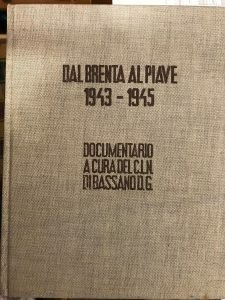 DAL BRENTA AL PIAVE
1943 - 1945
DOCUMENTARIO
A CURA DEL C.L.N.
DI BASSANO D. G.